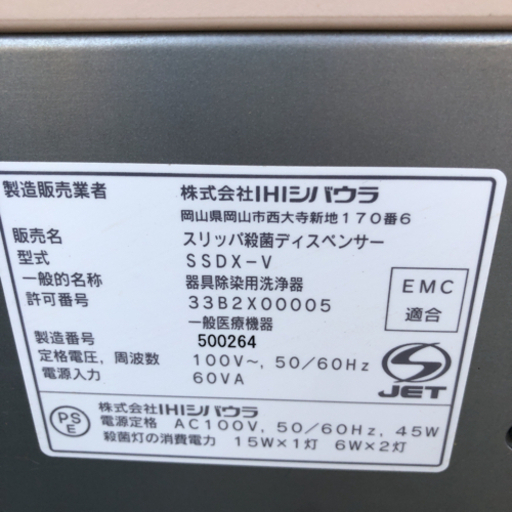 製造販売業者 株式会社IHIシバウラ
岡山県岡山市西大寺新地170番6
販売名 スリッパ殺菌ディスペンサー
型式 SSDX-V
一般的名称 器具除染用洗浄器
許可番号 33B2X00005
一般医療機器
製造番号 500264
定格電圧,周波数 100V~,50/60Hz
電源入力 60VA
EMC
適合
JET
PS
E
株式会社IHIシバウラ
電源定格 AC100V,50/60Hz,45W
殺菌灯の消費電力 15W×1灯 6W×2灯